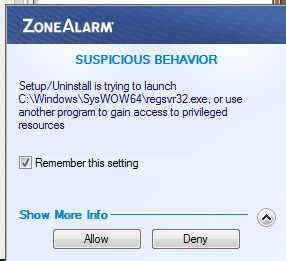 ZONEALARM®
SUSPICIOUS BEHAVIOR
Setup/Uninstall is trying to launch
C:\Windows\SysWOW64\regsvr32.exe, or use
another program to gain access to privileged
resources
Remember this setting
Show More Info
Allow Deny